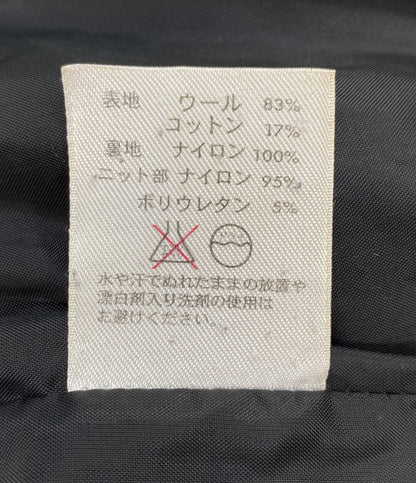 表地 ウール 83%
コットン 17%
裏地 ナイロン 100%
ニット部 ナイロン 95%
ポリウレタン 5%
水や汗でぬれたままの放置や
漂白剤入り洗剤の使用は
お避けください。